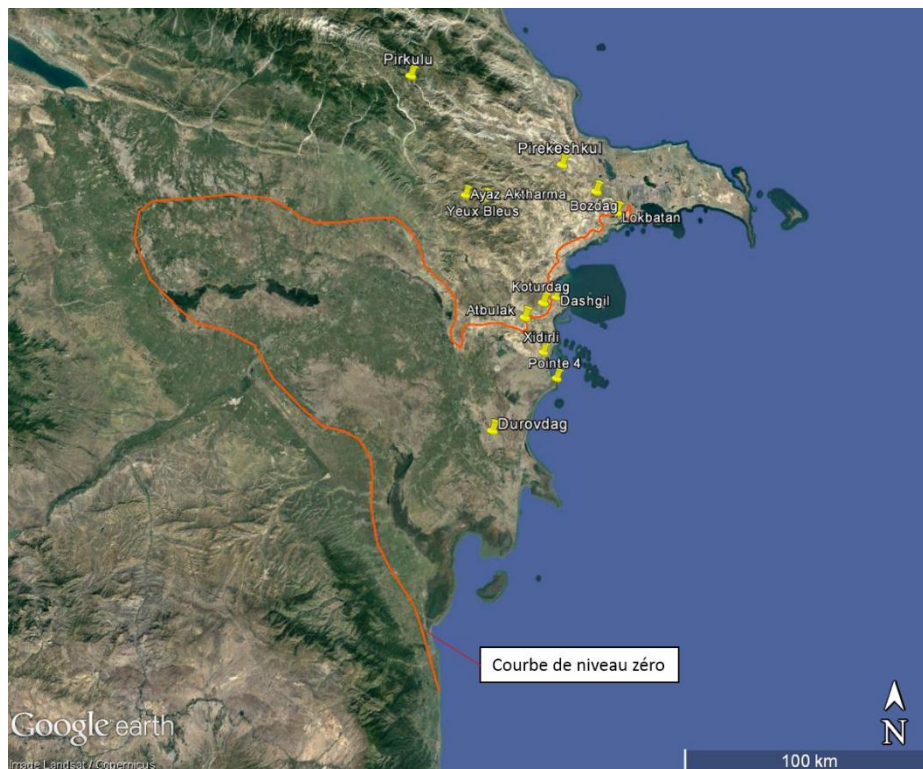 Pirkulu
Pirekeshkul
Ayaz Aktharma
Yeux Bleus
Bozdag
Lokbatan
Koturdag
Dashgil
Atbulak
Xidirli
Pointe 4
Durovdag
Courbe de niveau zéro
Google earth
N
Image Landsat / Copernicus
100 km